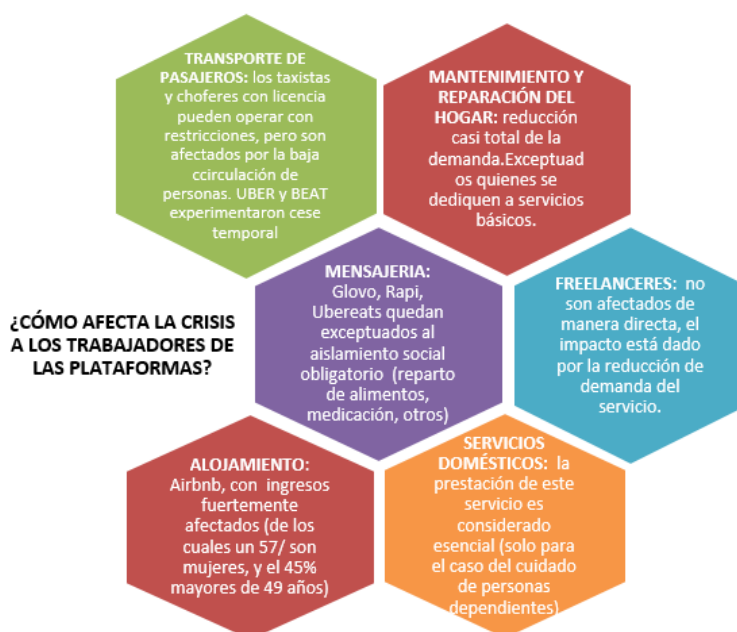 TRANSPORTE DE
PASAJEROS: los taxistas
y choferes con licencia
pueden operar con
restricciones, pero son
afectados por la baja
ccirculación de
personas. UBER y BEAT
experimentaron cese
temporal
MANTENIMIENTO Y
REPARACIÓN DEL
HOGAR: reducción
casi total de la
demanda.Exceptuad
os quienes se
dediquen a servicios
básicos.
¿CÓMO AFECTA LA CRISIS
A LOS TRABAJADORES DE
LAS PLATAFORMAS?
MENSAJERIA:
Glovo, Rapi,
Ubereats quedan
exceptuados al
aislamiento social
obligatorio (reparto
de alimentos,
medicación, otros)
FREELANCERES: no
son afectados de
manera directa, el
impacto está dado
por la reducción de
demanda del
servicio.
ALOJAMIENTO:
Airbnb, con ingresos
fuertemente
afectados (de los
cuales un 57/ son
mujeres, y el 45%
mayores de 49 años)
SERVICIOS
DOMÉSTICOS: la
prestación de este
servicio es
considerado
esencial (solo para
el caso del cuidado
de personas
dependientes)